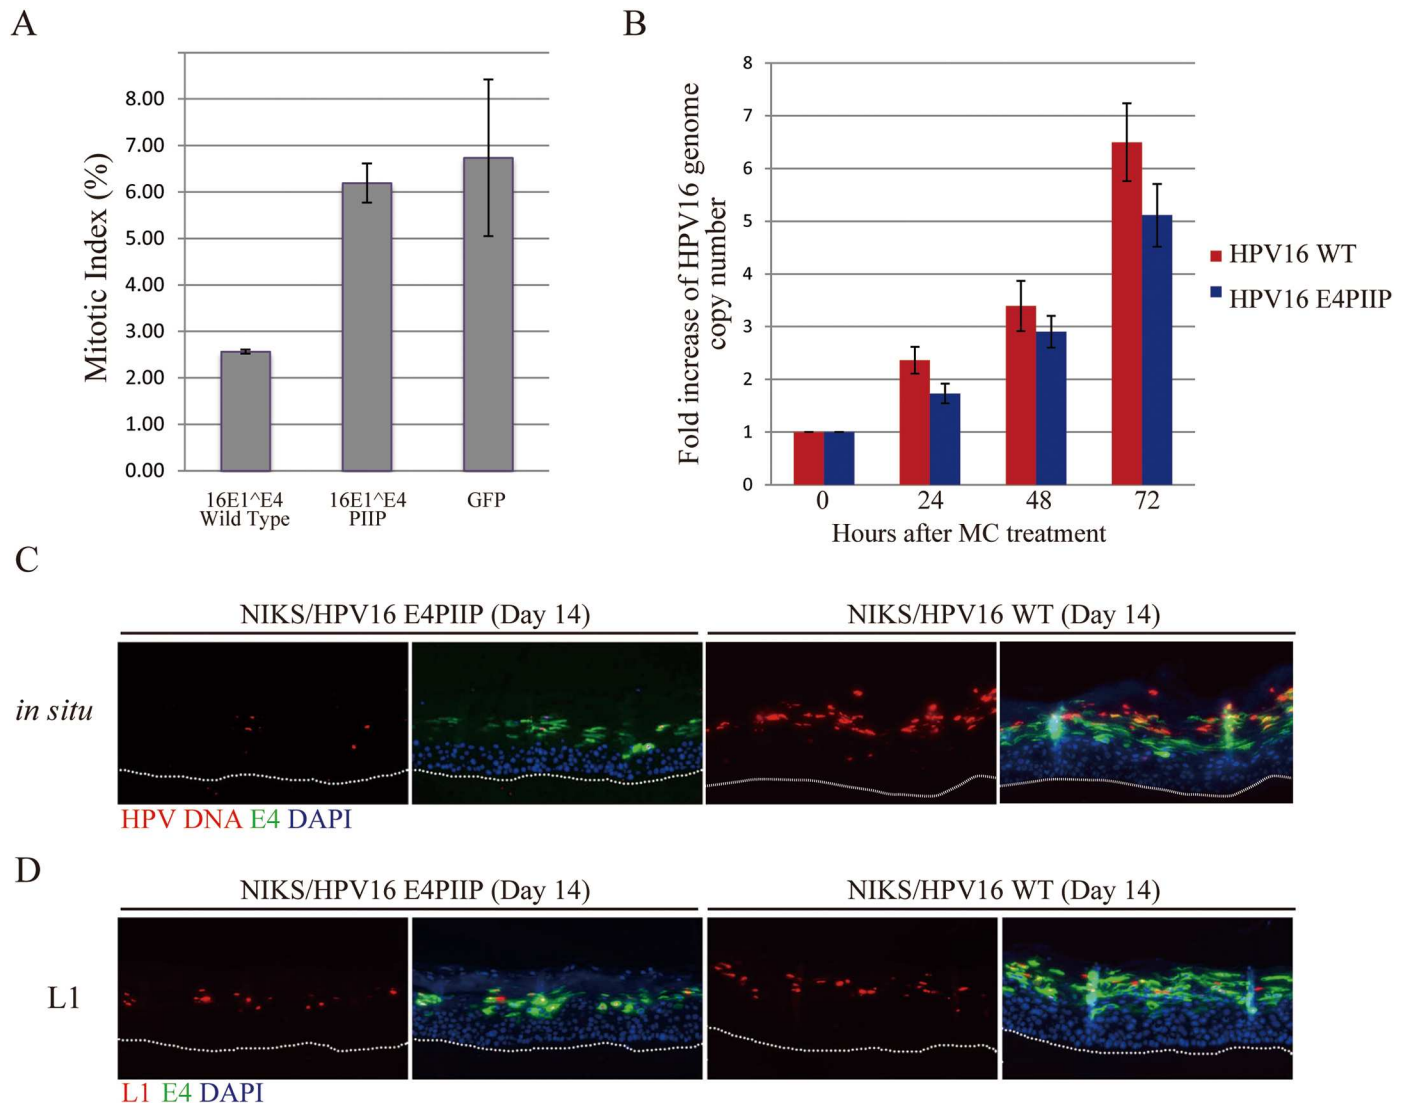 A
Mitotic Index (%)
8.00
7.00
6.00
5.00
4.00
3.00
2.00
1.00
0.00
16E1^E4
Wild Type
16E1^E4
PIIP
GFP
B
Fold increase of HPV16 genome
copy number
8
7
6
5
4
3
2
1
0
0 24 48 72
Hours after MC treatment
HPV16 WT
HPV16 E4PIIP
C
NIKS/HPV16 E4PIIP (Day 14) NIKS/HPV16 WT (Day 14)
in situ
HPV DNA E4 DAPI
D
NIKS/HPV16 E4PIIP (Day 14) NIKS/HPV16 WT (Day 14)
L1
L1 E4 DAPI